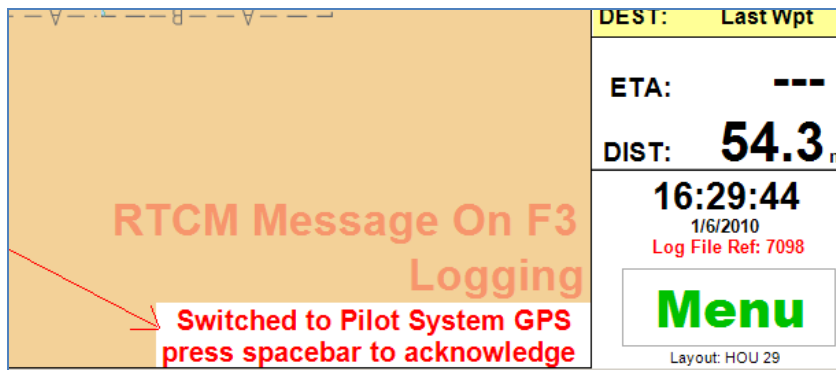 — A — · — B — — A — —
RTCM Message On F3
Logging
Switched to Pilot System GPS
press spacebar to acknowledge
DEST: Last Wpt
ETA: ---
DIST: 54.3
16:29:44
1/6/2010
Log File Ref: 7098
Menu
Layout: HOU 29